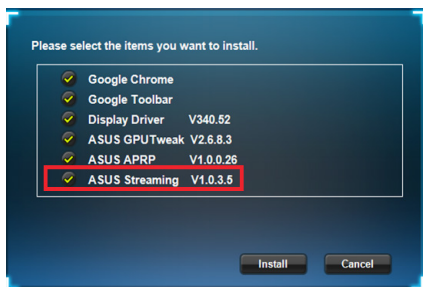 Please select the items you want to install.
Google Chrome
Google Toolbar
Display Driver V340.52
ASUS GPUTweak V2.6.8.3
ASUS APRP V1.0.0.26
ASUS Streaming V1.0.3.5
Install Cancel